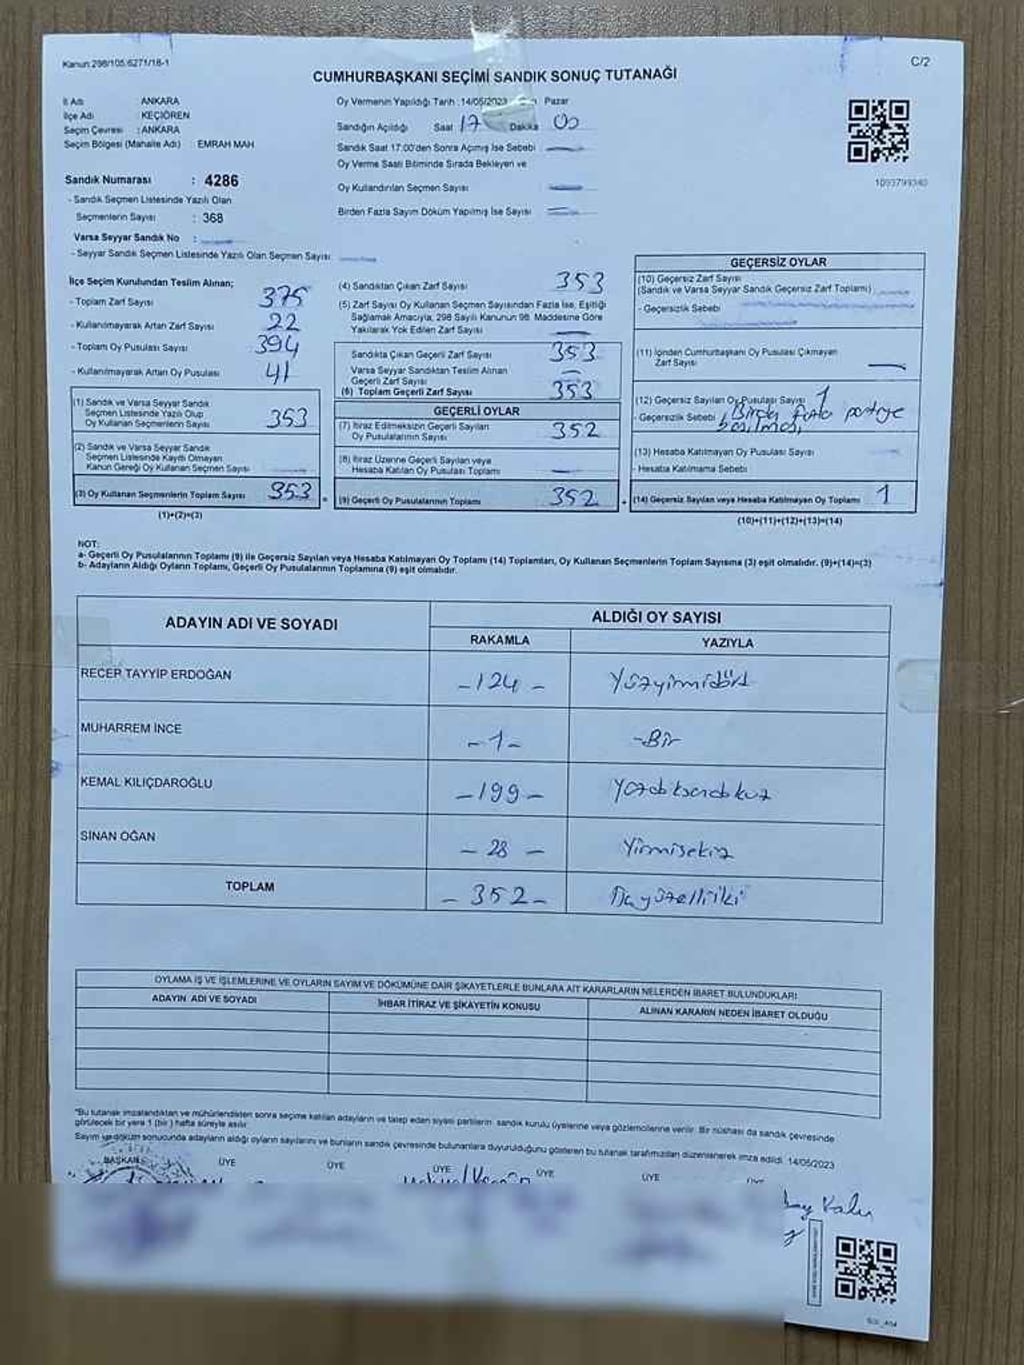 Kanun 298/105.6271/18-1
C/2
CUMHURBAŞKANI SEÇİMİ SANDIK SONUÇ TUTANAĞI
İl Adı ANKARA
İlçe Adı KEÇİÖREN
Seçim Çevresi : ANKARA
Seçim Bölgesi (Mahalle Adı) EMRAH MAH
Sandık Numarası : 4286
- Sandık Seçmen Listesinde Yazılı Olan
Seçmenlerin Sayısı : 368
Varsa Seyyar Sandık No :
- Seyyar Sandık Seçmen Listesinde Yazılı Olan Seçmen Sayısı:
Oy Vermenin Yapıldığı Tarih : 14/05/2023 Pazar
Sandığın Açıldığı Saat 17 Dakika 00
Sandık Saat 17:00'den Sonra Açımış İse Sebebi
Oy Verme Saati Bitiminde Sırada Bekleyen ve
Oy Kullandırılan Seçmen Sayısı
Birden Fazla Sayım Döküm Yapılmış İse Sayısı
1093799340
İlçe Seçim Kurulundan Teslim Alınan;
- Toplam Zarf Sayısı 375
- Kullanılmayarak Artan Zarf Sayısı 22
- Toplam Oy Pusulası Sayısı 394
- Kullanılmayarak Artan Oy Pusulası 41
(1) Sandık ve Varsa Seyyar Sandık
Seçmen Listesinde Yazılı Olup
Oy Kullanan Seçmenlerin Sayısı 353
(2) Sandık ve Varsa Seyyar Sandık
Seçmen Listesinde Kayıtlı Olmayan
Kanun Gereği Oy Kullanan Seçmen Sayısı
(3) Oy Kullanan Seçmenlerin Toplam Sayısı 353
(1)+(2)=(3)
(4) Sandıktan Çıkan Zarf Sayısı 353
(5) Zarf Sayısı Oy Kullanan Seçmen Sayısından Fazla İse, Eşitliği
Sağlamak Amacıyla, 298 Sayılı Kanunun 98. Maddesine Göre
Yakılarak Yok Edilen Zarf Sayısı
Sandıkta Çıkan Geçerli Zarf Sayısı 353
Varsa Seyyar Sandıktan Teslim Alınan
Geçerli Zarf Sayısı
(6) Toplam Geçerli Zarf Sayısı 353
GEÇERLİ OYLAR
(7) İtiraz Edilmeksizin Geçerli Sayılan
Oy Pusulalarının Sayısı 352
(8) İtiraz Üzerine Geçerli Sayılan veya
Hesaba Katılan Oy Pusulası Toplamı
(9) Geçerli Oy Pusulalarının Toplamı 352
GEÇERSİZ OYLAR
(10) Geçersiz Zarf Sayısı
(Sandık ve Varsa Seyyar Sandık Geçersiz Zarf Toplamı)
- Geçersizlik Sebebi
(11) İçinden Cumhurbaşkanı Oy Pusulası Çıkmayan
Zarf Sayısı
(12) Geçersiz Sayılan Oy Pusulası Sayısı 1
- Geçersizlik Sebebi Birden fazla partiye
basılması
(13) Hesaba Katılmayan Oy Pusulası Sayısı
- Hesaba Katılmama Sebebi
(14) Geçersiz Sayılan veya Hesaba Katılmayan Oy Toplamı 1
(10)+(11)+(12)+(13)=(14)
NOT:
a- Geçerli Oy Pusulalarının Toplamı (9) ile Geçersiz Sayılan veya Hesaba Katılmayan Oy Toplamı (14) Toplamları, Oy Kullanan Seçmenlerin Toplam Sayısına (3) eşit olmalıdır. (9)+(14)=(3)
b- Adayların Aldığı Oyların Toplamı, Geçerli Oy Pusulalarının Toplamına (9) eşit olmalıdır.
ADAYIN ADI VE SOYADI ALDIĞI OY SAYISI
RAKAMLA YAZIYLA
RECEP TAYYİP ERDOĞAN -124- Yüzyirmidört
MUHARREM İNCE -1- -Bir
KEMAL KILIÇDAROĞLU -199- Yüzdoksandokuz
SİNAN OĞAN -28- Yirmisekiz
TOPLAM -352- Üçyüzelliiki
OYLAMA İŞ VE İŞLEMLERİNE VE OYLARIN SAYIM VE DÖKÜMÜNE DAİR ŞİKAYETLERLE BUNLARA AİT KARARLARIN NELERDEN İBARET BULUNDUKLARI
ADAYIN ADI VE SOYADI İHBAR İTİRAZ VE ŞİKAYETİN KONUSU ALINAN KARARIN NEDEN İBARET OLDUĞU
"Bu tutanak imzalandıktan ve mühürlendikten sonra seçime katılan adayların ve talep eden siyasi partilerin sandık kurulu üyelerine veya gözlemcilerine verilir. Bir nüshası da sandık çevresinde
görülecek bir yere 1 (bir) hafta süreyle asılır.
Sayım ve döküm sonucunda adayların aldığı oyların sayılarını ve bunların sandık çevresinde bulunanlara duyurulduğunu gösteren bu tutanak tarafımızdan düzenlenerek imza edildi. 14/05/2023
BAŞKAN ÜYE ÜYE ÜYE ÜYE ÜYE